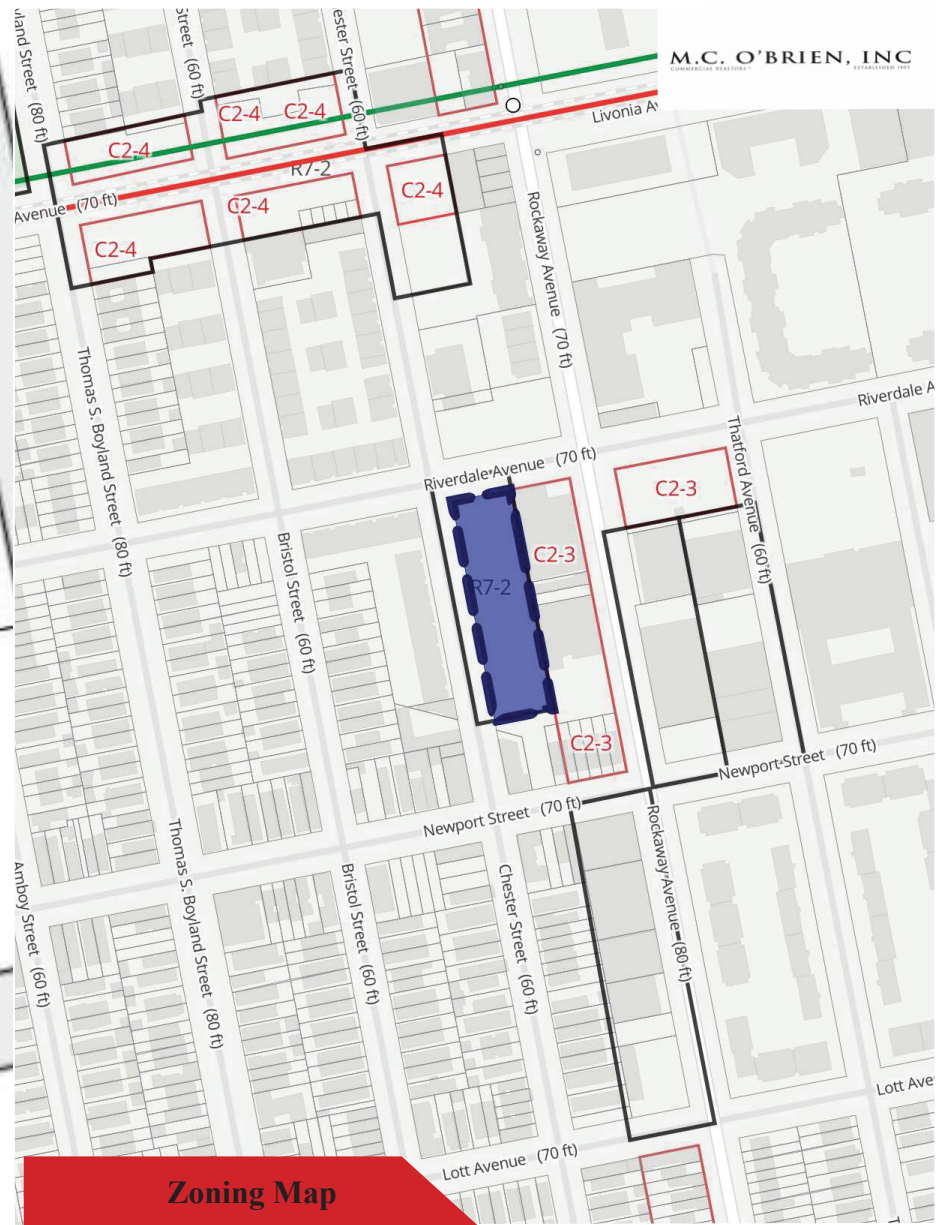 M.C. O'BRIEN, INC
COMMERCIAL REALTORS • ESTABLISHED 1909
Street (60 ft)
Street (80 ft)
C2-4
C2-4
C2-4
Livonia Av
R7-2
C2-4
C2-4
Avenue (70 ft)
C2-4
Rockaway Avenue (70 ft)
Thomas S. Boyland Street (80 ft)
Riverdale A
Thatford Avenue (60 ft)
Riverdale Avenue (70 ft)
C2-3
Bristol Street (60 ft)
C2-3
R7-2
C2-3
Newport Street (70 ft)
Newport Street (70 ft)
Rockaway Avenue (80 ft)
Thomas S. Boyland Street (80 ft)
Amboy Street (60 ft)
Bristol Street (60 ft)
Chester Street (60 ft)
Lott Ave
Lott Avenue (70 ft)
Zoning Map